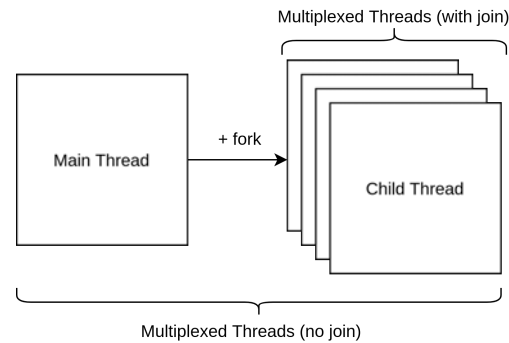 Multiplexed Threads (with join)
+ fork
Main Thread
Child Thread
Multiplexed Threads (no join)